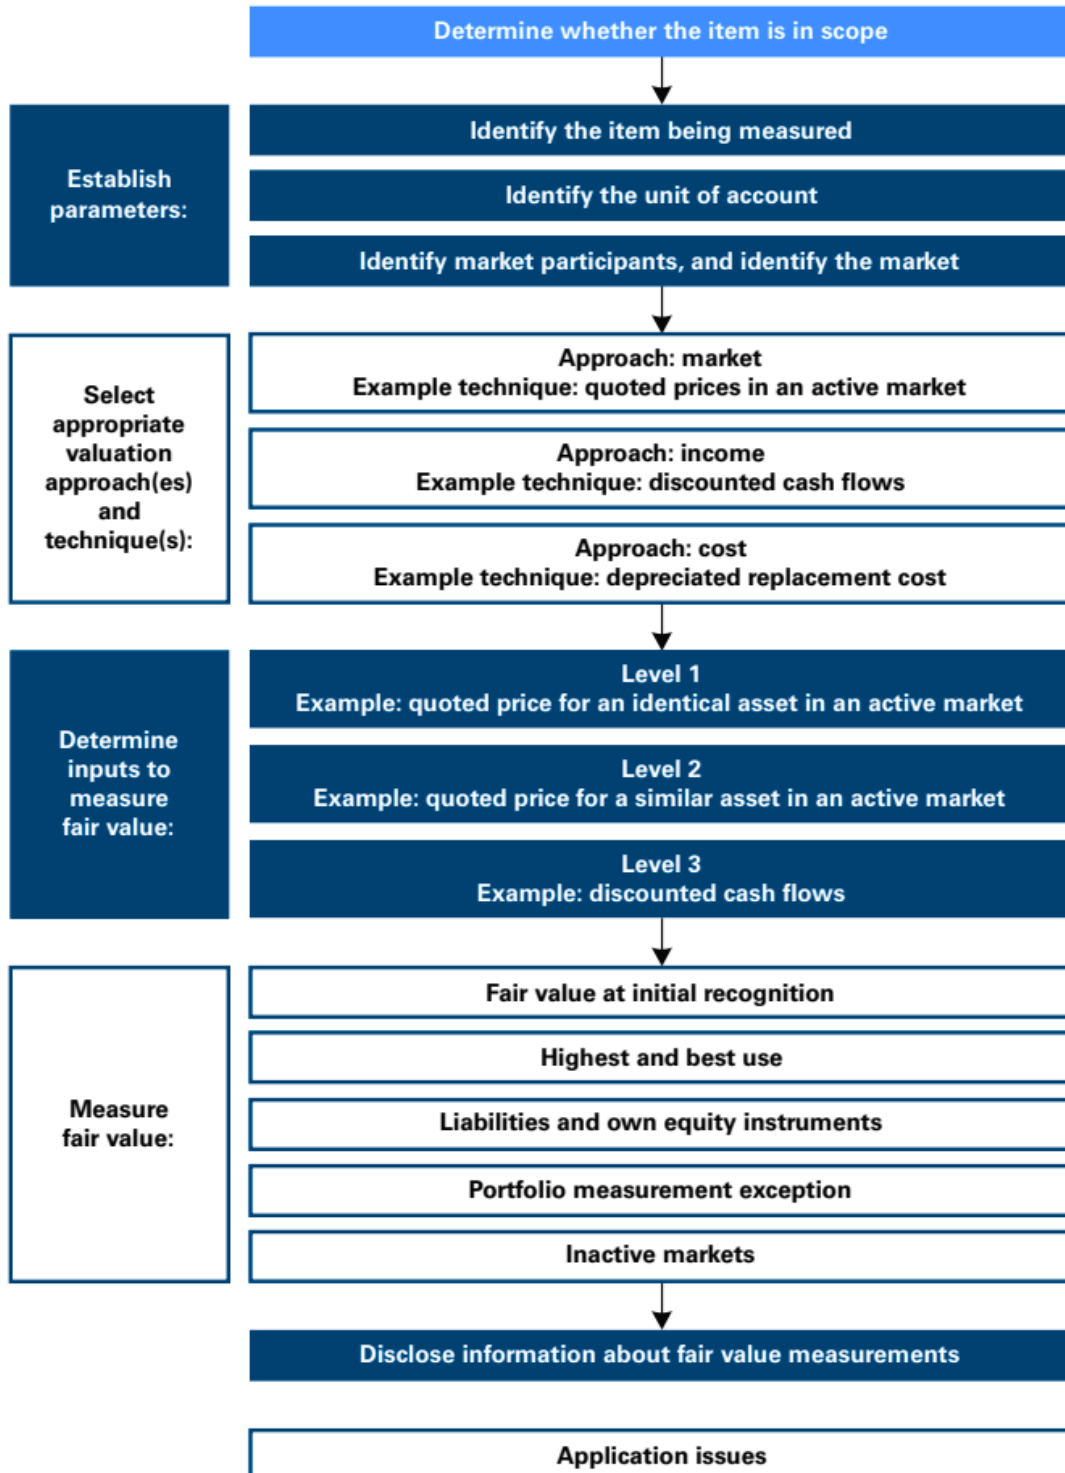 Determine whether the item is in scope
Establish
parameters:
Identify the item being measured
Identify the unit of account
Identify market participants, and identify the market
Select
appropriate
valuation
approach(es)
and
technique(s):
Approach: market
Example technique: quoted prices in an active market
Approach: income
Example technique: discounted cash flows
Approach: cost
Example technique: depreciated replacement cost
Determine
inputs to
measure
fair value:
Level 1
Example: quoted price for an identical asset in an active market
Level 2
Example: quoted price for a similar asset in an active market
Level 3
Example: discounted cash flows
Measure
fair value:
Fair value at initial recognition
Highest and best use
Liabilities and own equity instruments
Portfolio measurement exception
Inactive markets
Disclose information about fair value measurements
Application issues